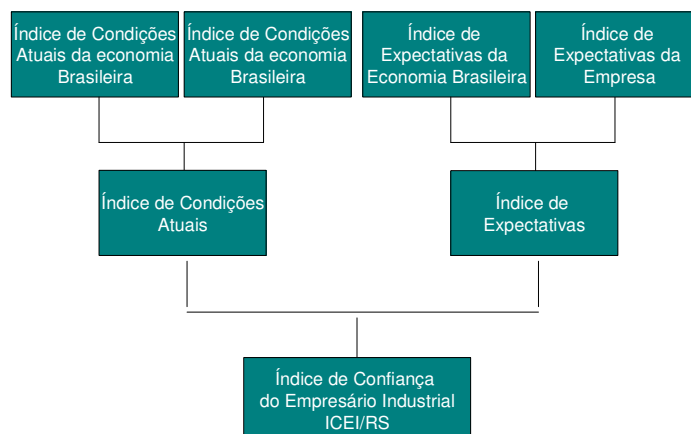 Índice de Condições
Atuais da economia
Brasileira
Índice de Condições
Atuais da economia
Brasileira
Índice de
Expectativas da
Economia Brasileira
Índice de
Expectativas da
Empresa
Índice de Condições
Atuais
Índice de
Expectativas
Índice de Confiança
do Empresário Industrial
ICEI/RS